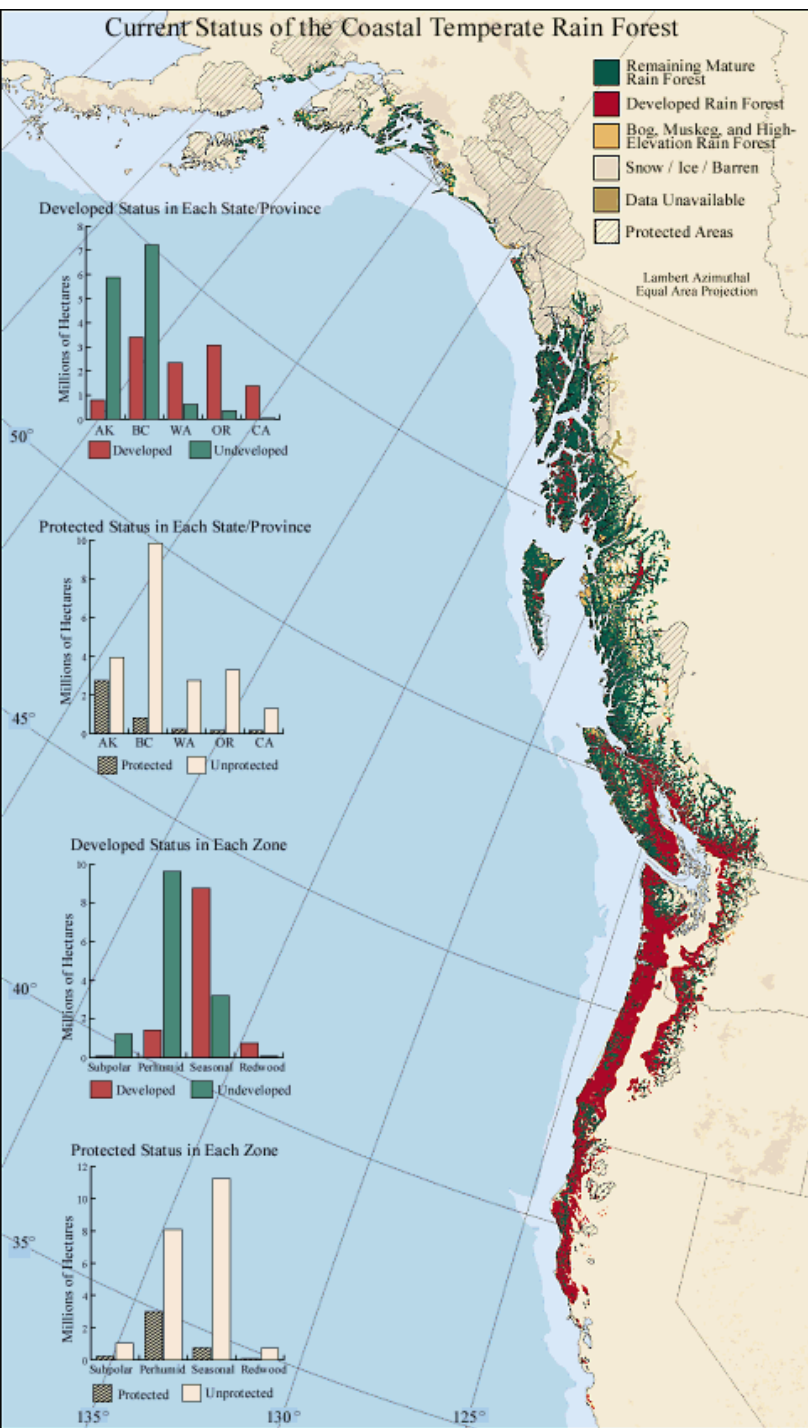 Current Status of the Coastal Temperate Rain Forest
Remaining Mature
Rain Forest
Developed Rain Forest
Bog, Muskeg, and High-
Elevation Rain Forest
Snow / Ice / Barren
Data Unavailable
Protected Areas
Lambert Azimuthal
Equal Area Projection
Developed Status in Each State/Province
Millions of Hectares
8
7
6
5
4
3
2
1
0
AK BC WA OR CA
Developed Undeveloped
50°
Protected Status in Each State/Province
Millions of Hectares
10
8
6
4
2
0
AK BC WA OR CA
Protected Unprotected
45°
Developed Status in Each Zone
Millions of Hectares
10
8
6
4
2
0
Subpolar Perhumid Seasonal Redwood
Developed Undeveloped
40°
Protected Status in Each Zone
Millions of Hectares
12
10
8
6
4
2
0
Subpolar Perhumid Seasonal Redwood
Protected Unprotected
35°
135° 130° 125°